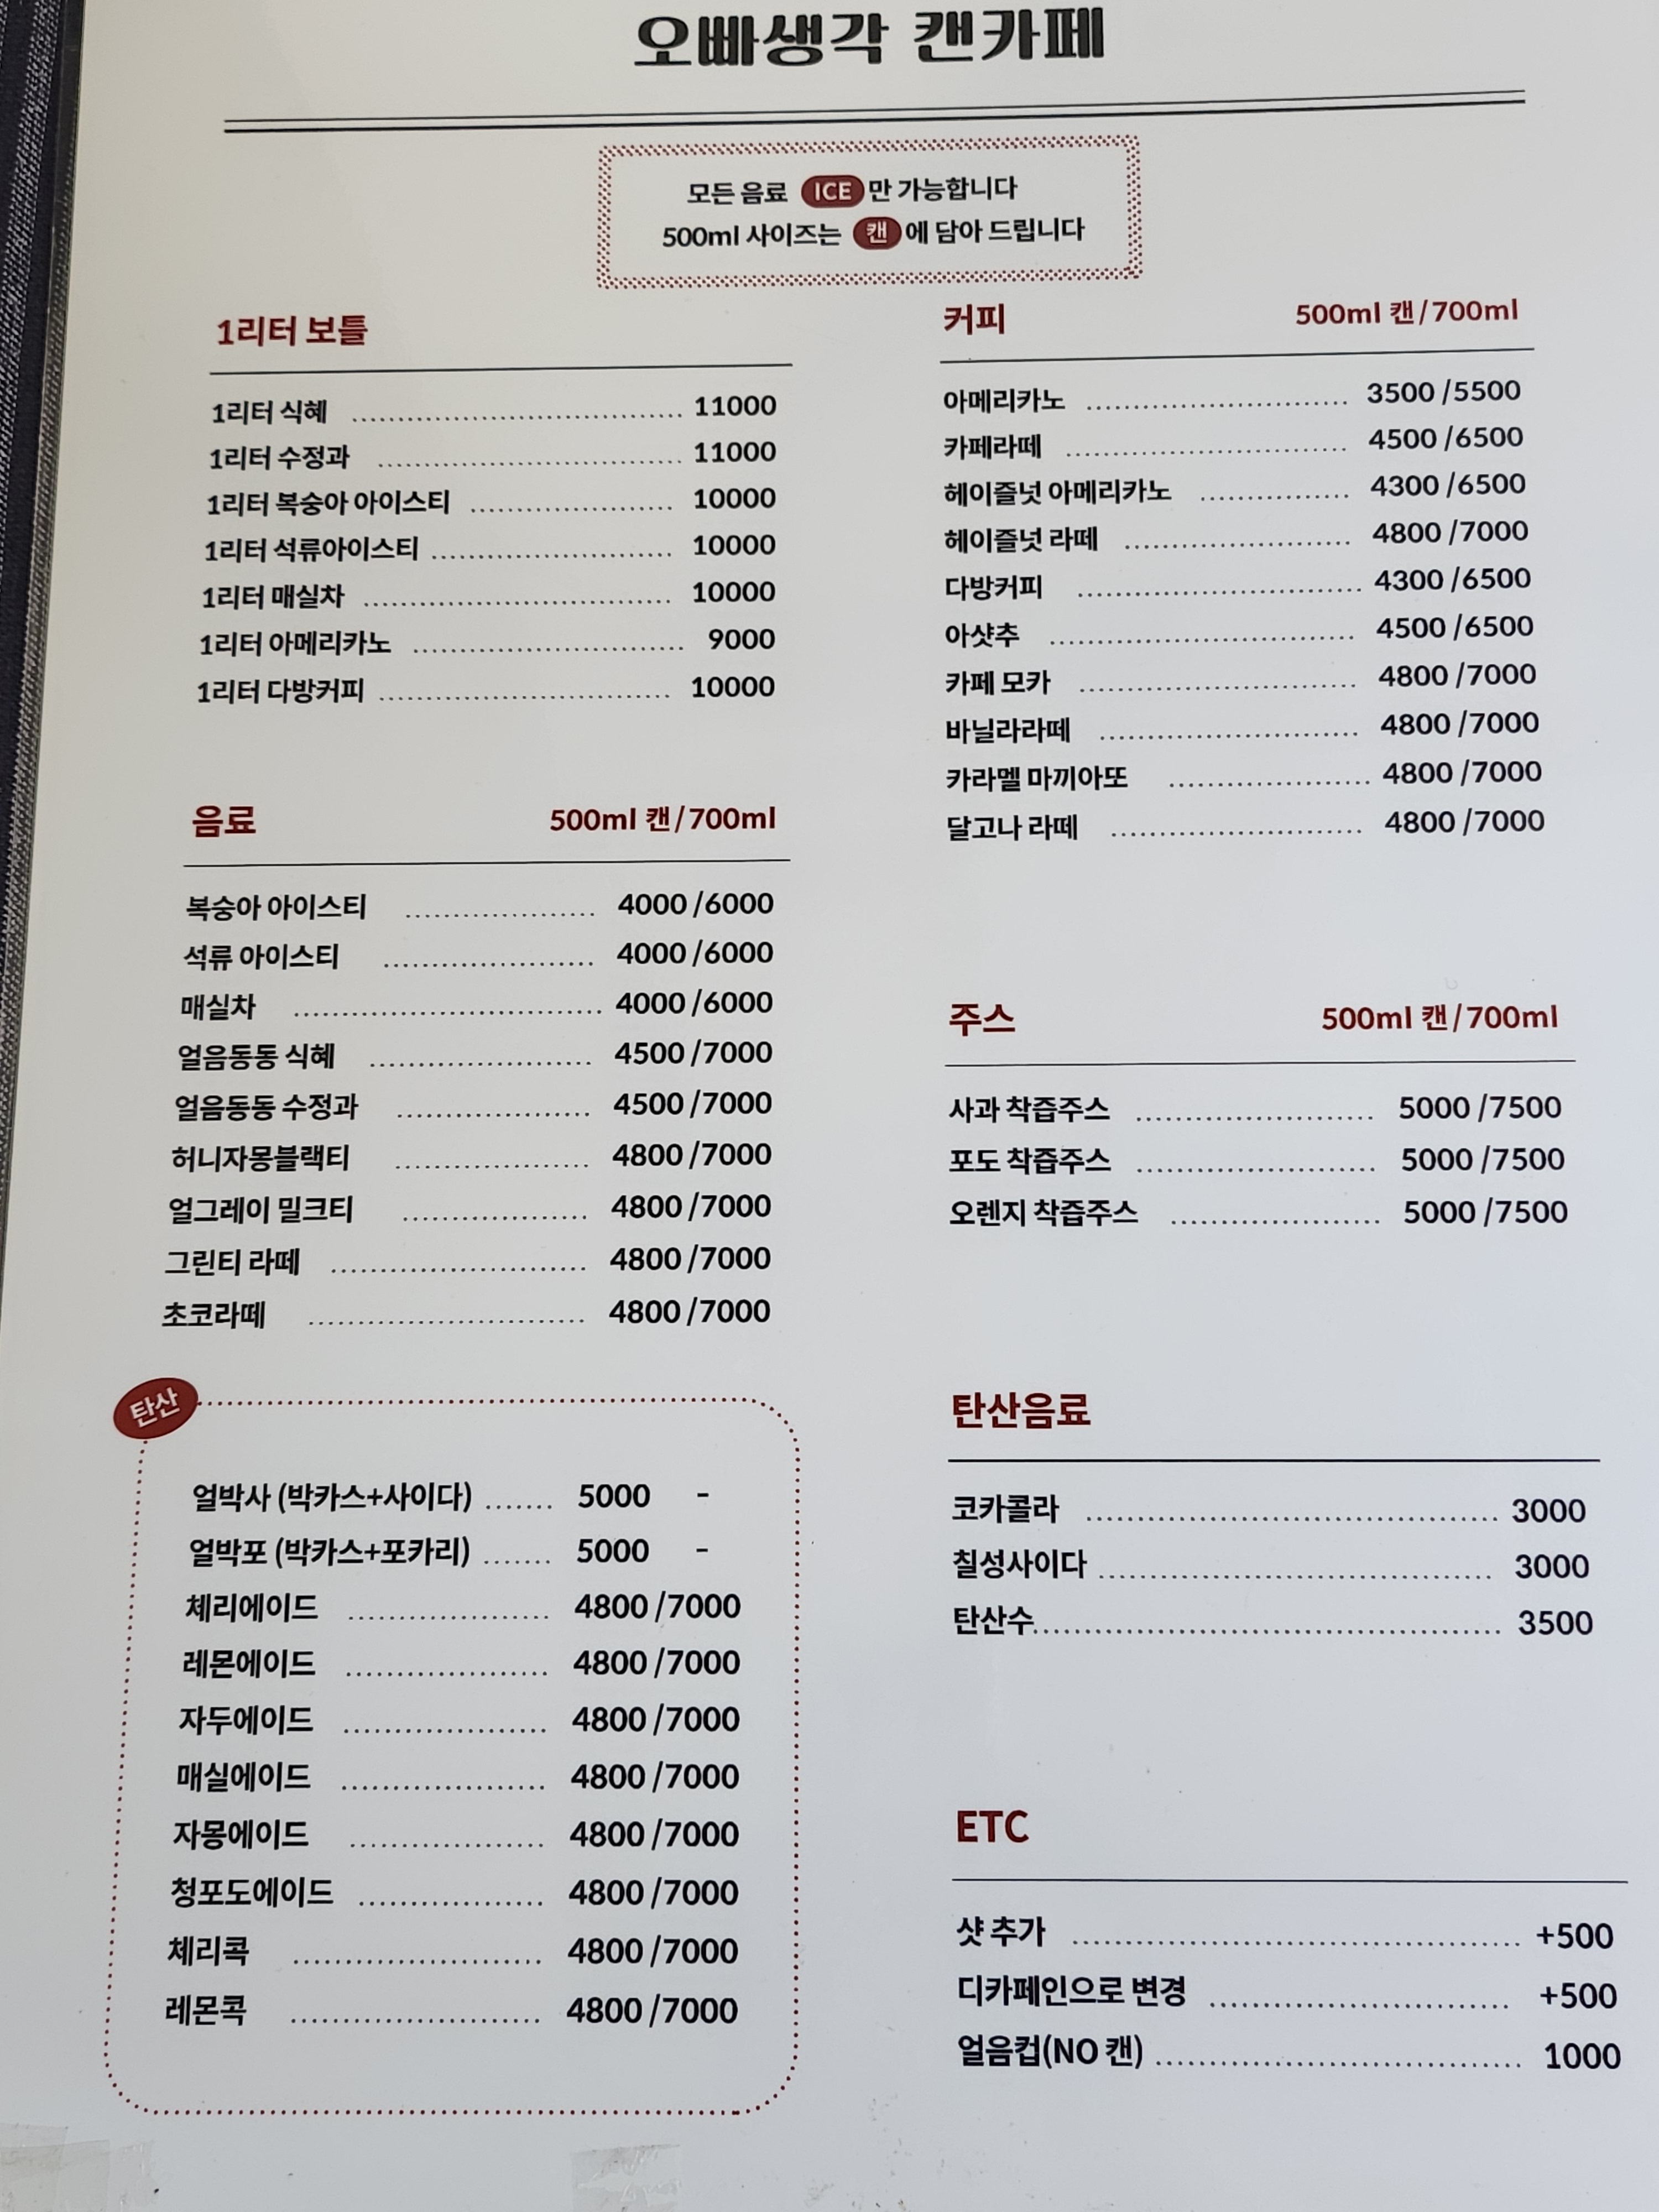 오빠생각 캔카페
모든 음료 ICE만 가능합니다
500ml 사이즈는 캔에 담아 드립니다
1리터 보틀
1리터 식혜 11000
1리터 수정과 11000
1리터 복숭아 아이스티 10000
1리터 석류아이스티 10000
1리터 매실차 10000
1리터 아메리카노 9000
1리터 다방커피 10000
음료 500ml 캔/700ml
복숭아 아이스티 4000/6000
석류 아이스티 4000/6000
매실차 4000/6000
얼음동동 식혜 4500/7000
얼음동동 수정과 4500/7000
허니자몽블랙티 4800/7000
얼그레이 밀크티 4800/7000
그린티 라떼 4800/7000
초코라떼 4800/7000
탄산
얼박사 (박카스+사이다) 5000 -
얼박포 (박카스+포카리) 5000 -
체리에이드 4800/7000
레몬에이드 4800/7000
자두에이드 4800/7000
매실에이드 4800/7000
자몽에이드 4800/7000
청포도에이드 4800/7000
체리콕 4800/7000
레몬콕 4800/7000
커피 500ml 캔/700ml
아메리카노 3500/5500
카페라떼 4500/6500
헤이즐넛 아메리카노 4300/6500
헤이즐넛 라떼 4800/7000
다방커피 4300/6500
아샷추 4500/6500
카페 모카 4800/7000
바닐라라떼 4800/7000
카라멜 마끼아또 4800/7000
달고나 라떼 4800/7000
주스 500ml 캔/700ml
사과 착즙주스 5000/7500
포도 착즙주스 5000/7500
오렌지 착즙주스 5000/7500
탄산음료
코카콜라 3000
칠성사이다 3000
탄산수 3500
ETC
샷 추가 +500
디카페인으로 변경 +500
얼음컵(NO 캔) 1000